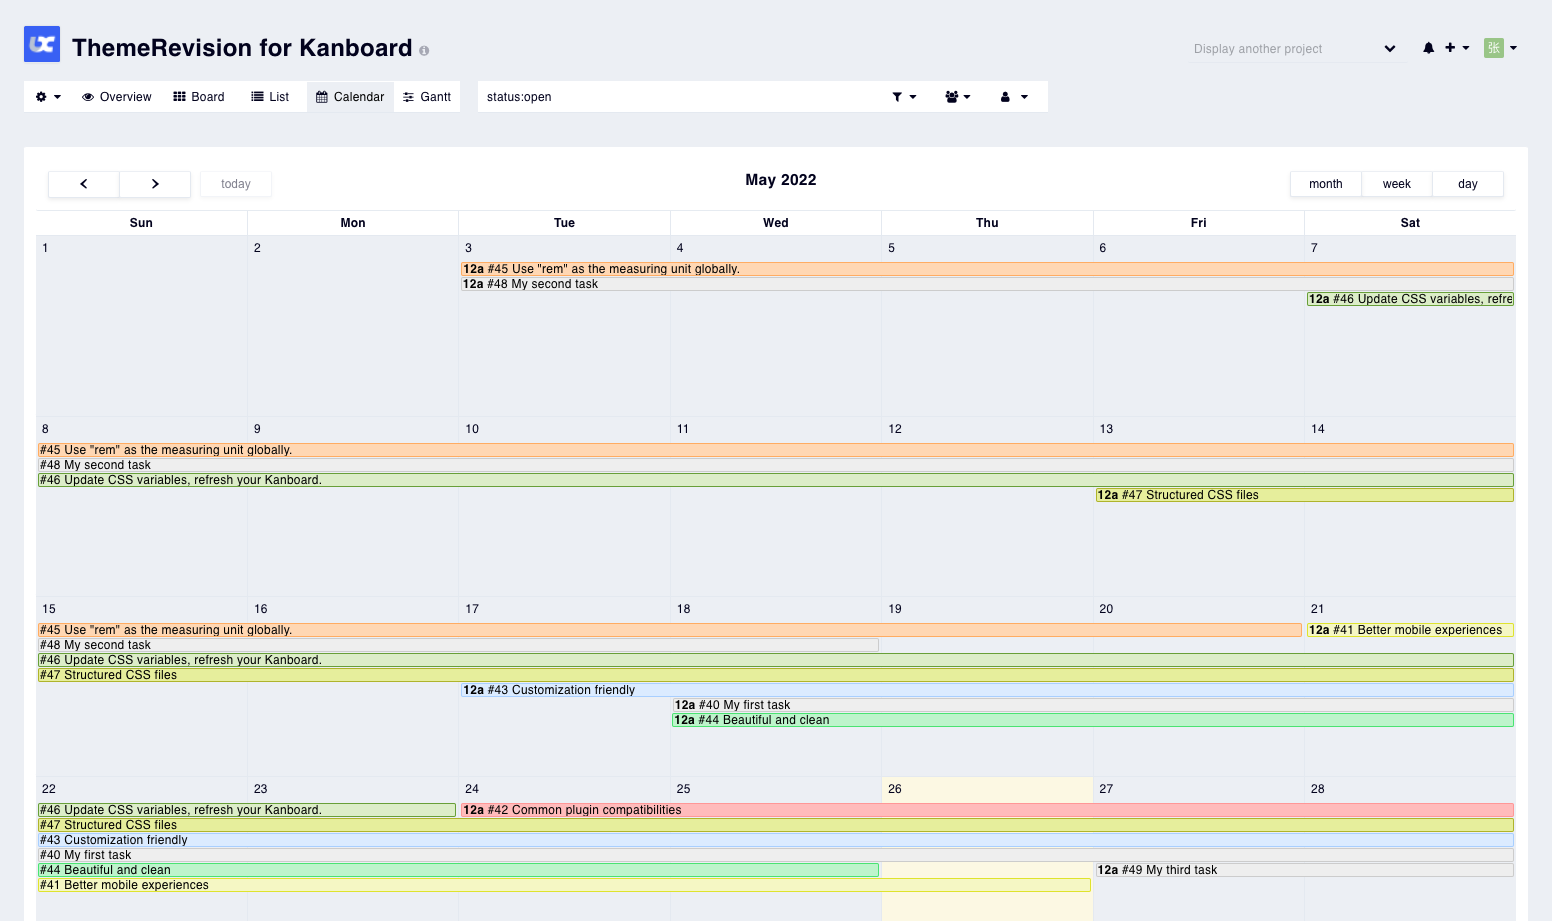 UC ThemeRevision for Kanboard
Display another project
张
Overview Board List Calendar Gantt
status:open
today
May 2022
month week day
Sun Mon Tue Wed Thu Fri Sat
1 2 3 4 5 6 7
12a #45 Use "rem" as the measuring unit globally.
12a #48 My second task
12a #46 Update CSS variables, refre
8 9 10 11 12 13 14
#45 Use "rem" as the measuring unit globally.
#48 My second task
#46 Update CSS variables, refresh your Kanboard.
12a #47 Structured CSS files
15 16 17 18 19 20 21
#45 Use "rem" as the measuring unit globally. 12a #41 Better mobile experiences
#48 My second task
#46 Update CSS variables, refresh your Kanboard.
#47 Structured CSS files
12a #43 Customization friendly
12a #40 My first task
12a #44 Beautiful and clean
22 23 24 25 26 27 28
#46 Update CSS variables, refresh your Kanboard. 12a #42 Common plugin compatibilities
#47 Structured CSS files
#43 Customization friendly
#40 My first task
#44 Beautiful and clean 12a #49 My third task
#41 Better mobile experiences